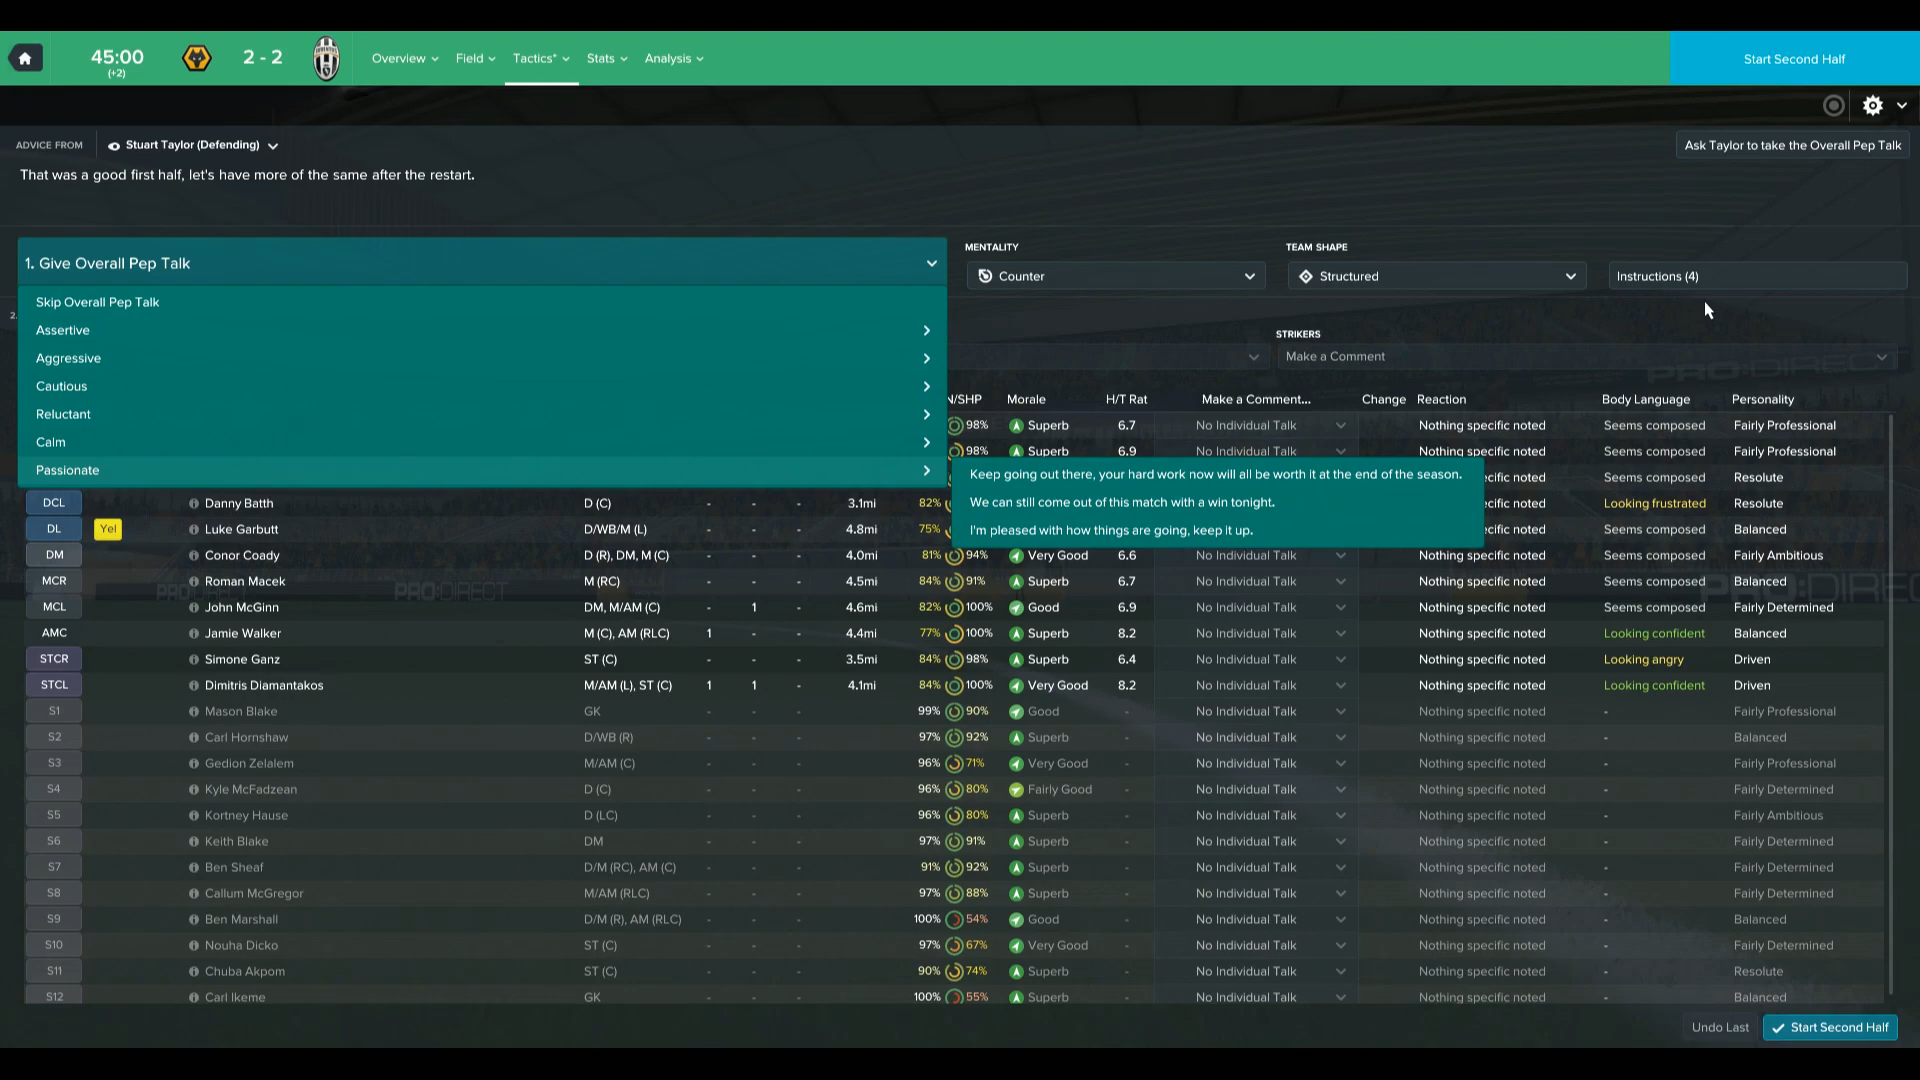 45:00
(+2)
2 - 2
Overview
Field
Tactics*
Stats
Analysis
Start Second Half
ADVICE FROM
Stuart Taylor (Defending)
Ask Taylor to take the Overall Pep Talk
That was a good first half, let's have more of the same after the restart.
1. Give Overall Pep Talk
MENTALITY
TEAM SHAPE
Counter
Structured
Instructions (4)
Skip Overall Pep Talk
Assertive
Aggressive
Cautious
Reluctant
Calm
Passionate
2.
STRIKERS
Make a Comment
N/SHP Morale H/T Rat Make a Comment... Change Reaction Body Language Personality
98% Superb 6.7 No Individual Talk Nothing specific noted Seems composed Fairly Professional
98% Superb 6.9 No Individual Talk Nothing specific noted Seems composed Fairly Professional
Keep going out there, your hard work now will all be worth it at the end of the season.
We can still come out of this match with a win tonight.
I'm pleased with how things are going, keep it up.
cific noted Seems composed Resolute
DCL Danny Batth D (C) - - - 3.1mi 82% cific noted Looking frustrated Resolute
DL Yel Luke Garbutt D/WB/M (L) - - - 4.8mi 75% cific noted Seems composed Balanced
DM Conor Coady D (R), DM, M (C) - - - 4.0mi 81% 94% Very Good 6.6 No Individual Talk Nothing specific noted Seems composed Fairly Ambitious
MCR Roman Macek M (RC) - - - 4.5mi 84% 91% Superb 6.7 No Individual Talk Nothing specific noted Seems composed Balanced
MCL John McGinn DM, M/AM (C) - 1 - 4.6mi 82% 100% Good 6.9 No Individual Talk Nothing specific noted Seems composed Fairly Determined
AMC Jamie Walker M (C), AM (RLC) 1 - - 4.4mi 77% 100% Superb 8.2 No Individual Talk Nothing specific noted Looking confident Balanced
STCR Simone Ganz ST (C) - - - 3.5mi 84% 98% Superb 6.4 No Individual Talk Nothing specific noted Looking angry Driven
STCL Dimitris Diamantakos M/AM (L), ST (C) 1 1 - 4.1mi 84% 100% Very Good 8.2 No Individual Talk Nothing specific noted Looking confident Driven
S1 Mason Blake GK - - - 99% 90% Good - No Individual Talk Nothing specific noted - Fairly Professional
S2 Carl Hornshaw D/WB (R) - - - 97% 92% Superb - No Individual Talk Nothing specific noted - Balanced
S3 Gedion Zelalem M/AM (C) - - - 96% 71% Very Good - No Individual Talk Nothing specific noted - Fairly Professional
S4 Kyle McFadzean D (C) - - - 96% 80% Fairly Good - No Individual Talk Nothing specific noted - Fairly Determined
S5 Kortney Hause D (LC) - - - 96% 80% Superb - No Individual Talk Nothing specific noted - Fairly Ambitious
S6 Keith Blake DM - - - 97% 91% Superb - No Individual Talk Nothing specific noted - Fairly Determined
S7 Ben Sheaf D/M (RC), AM (C) - - - 91% 92% Superb - No Individual Talk Nothing specific noted - Fairly Determined
S8 Callum McGregor M/AM (RLC) - - - 97% 88% Superb - No Individual Talk Nothing specific noted - Fairly Determined
S9 Ben Marshall D/M (R), AM (RLC) - - - 100% 54% Good - No Individual Talk Nothing specific noted - Balanced
S10 Nouha Dicko ST (C) - - - 97% 67% Very Good - No Individual Talk Nothing specific noted - Fairly Determined
S11 Chuba Akpom ST (C) - - - 90% 74% Superb - No Individual Talk Nothing specific noted - Resolute
S12 Carl Ikeme GK - - - 100% 55% Superb - No Individual Talk Nothing specific noted - Balanced
Undo Last
Start Second Half